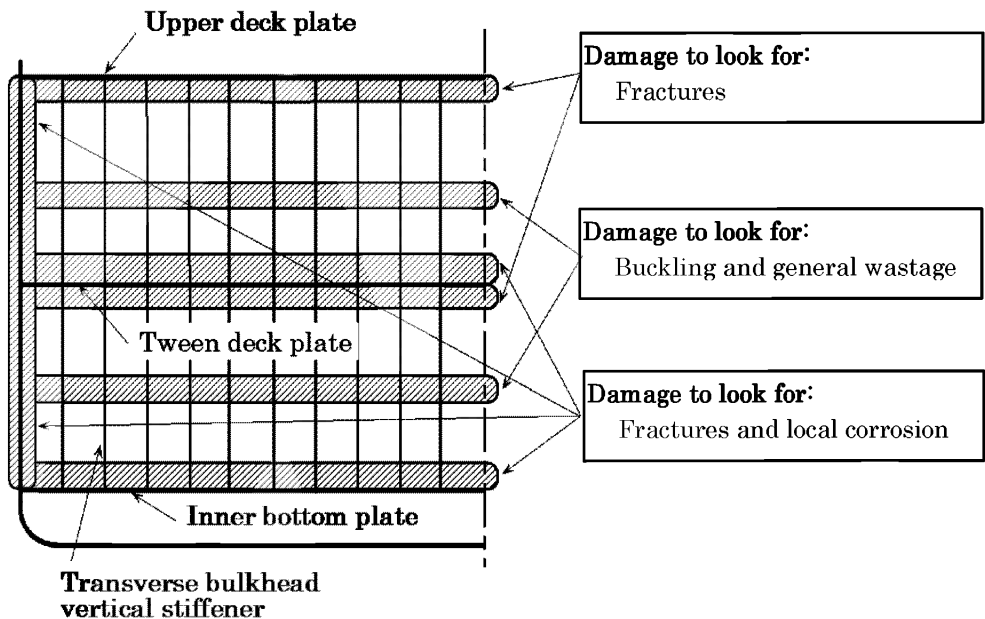 Upper deck plate
Damage to look for:
Fractures
Damage to look for:
Buckling and general wastage
Tween deck plate
Damage to look for:
Fractures and local corrosion
Inner bottom plate
Transverse bulkhead
vertical stiffener